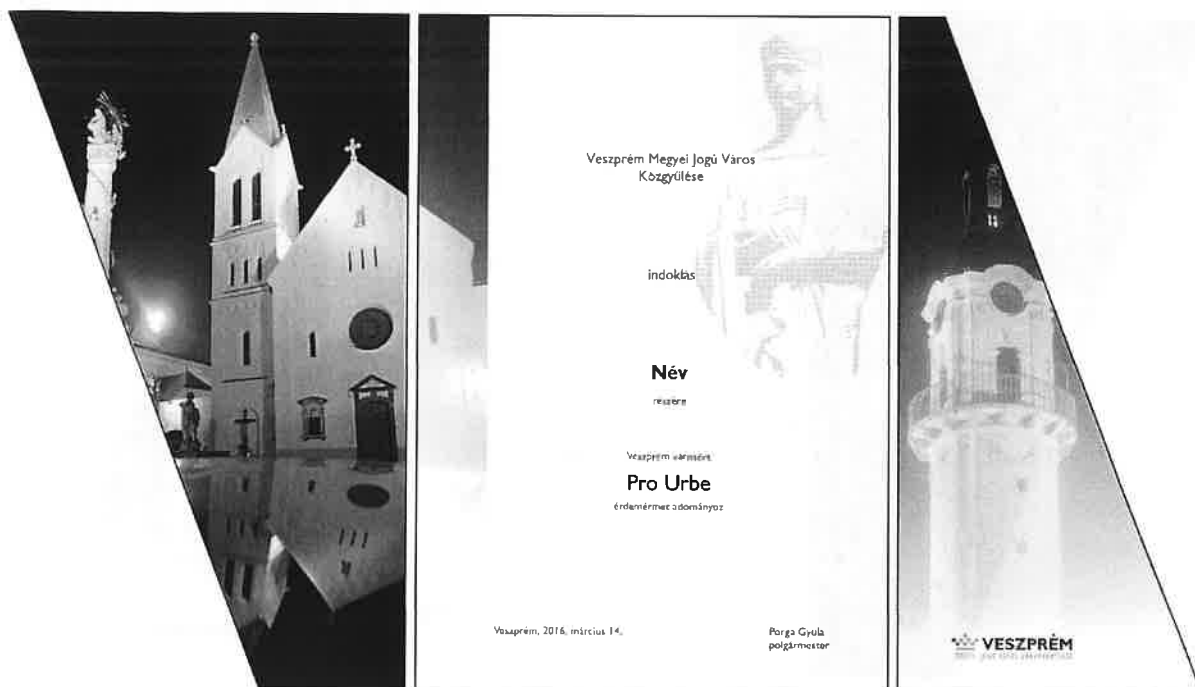 Veszprém Megyei Jogú Város
Közgyűlése
indoklás
Név
részére
Veszprém városért
Pro Urbe
érdemérmet adományoz
Veszprém, 2016, március 14.
Porga Gyula
polgármester
VESZPRÉM